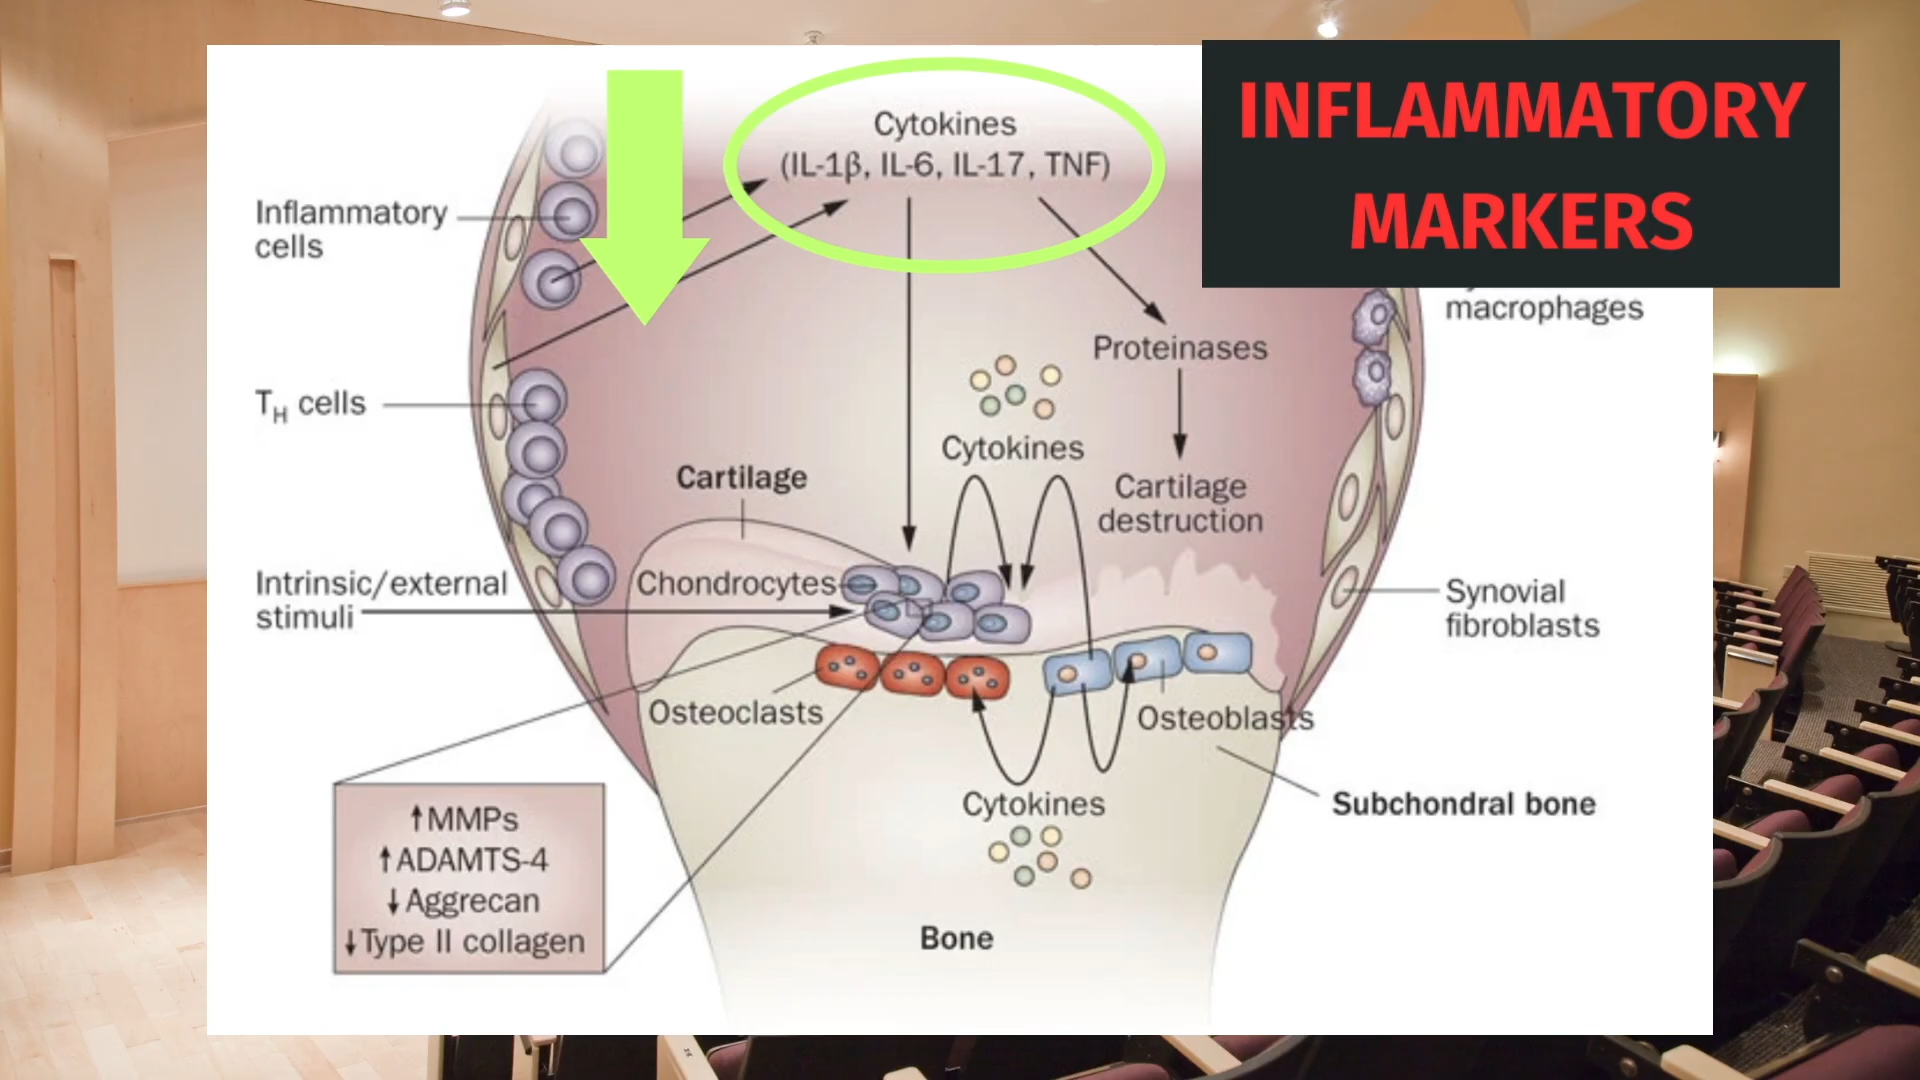 INFLAMMATORY
MARKERS
Cytokines
(IL-1β, IL-6, IL-17, TNF)
Inflammatory
cells
macrophages
Proteinases
T_H cells
Cytokines
Cartilage
Cartilage
destruction
Intrinsic/external
stimuli
Chondrocytes
Synovial
fibroblasts
Osteoclasts
Osteoblasts
Cytokines
Subchondral bone
↑MMPs
↑ADAMTS-4
↓Aggrecan
↓Type II collagen
Bone